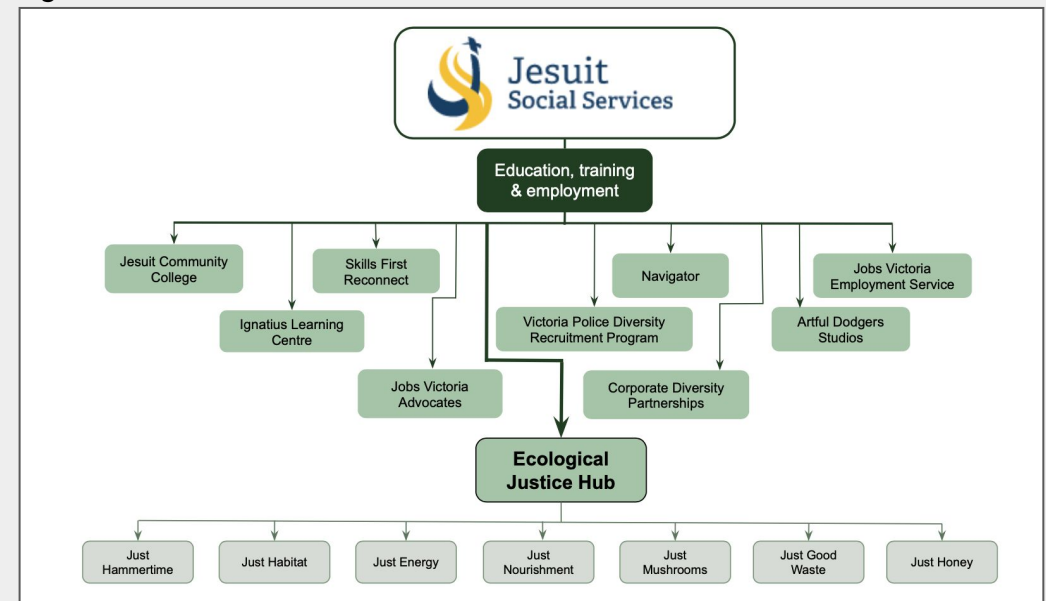 Jesuit
Social Services
Education, training
& employment
Jesuit Community
College
Skills First
Reconnect
Navigator
Jobs Victoria
Employment Service
Ignatius Learning
Centre
Victoria Police Diversity
Recruitment Program
Artful Dodgers
Studios
Jobs Victoria
Advocates
Corporate Diversity
Partnerships
Ecological
Justice Hub
Just
Hammertime
Just Habitat
Just Energy
Just
Nourishment
Just
Mushrooms
Just Good
Waste
Just Honey